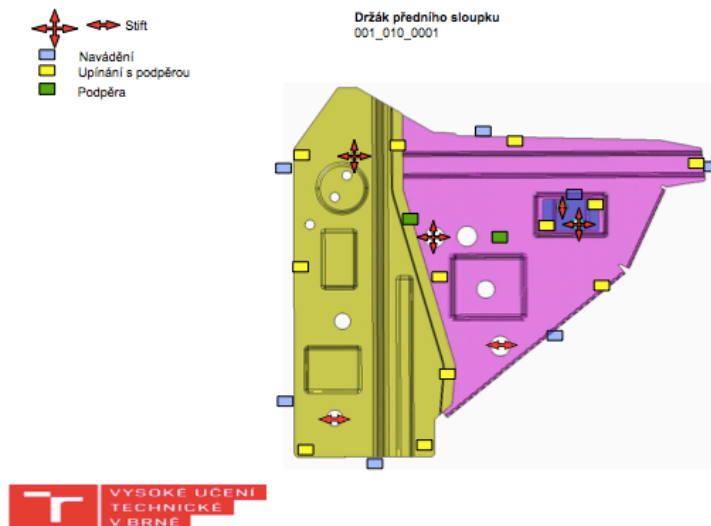 Stift
Navádění
Upínání s podpěrou
Podpěra
Držák předního sloupku
001_010_0001
VYSOKÉ UČENÍ
TECHNICKÉ
V BRNĚ